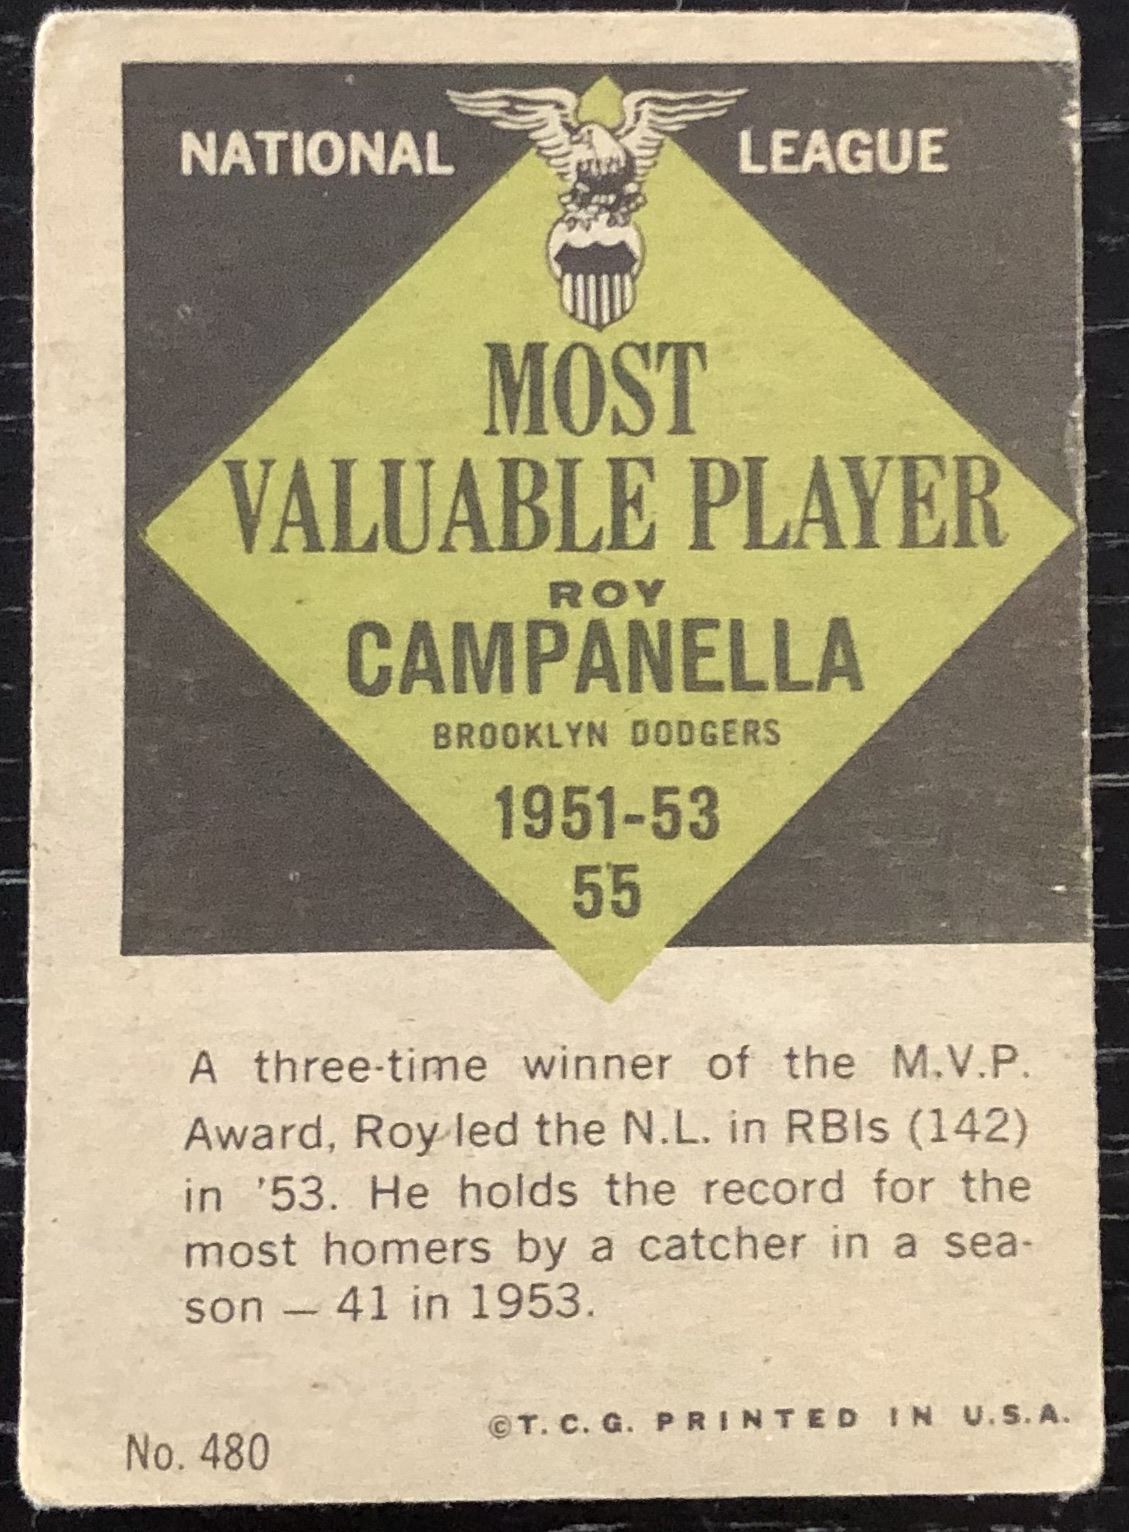 NATIONAL LEAGUE
MOST
VALUABLE PLAYER
ROY
CAMPANELLA
BROOKLYN DODGERS
1951-53
55
A three-time winner of the M.V.P.
Award, Roy led the N.L. in RBIs (142)
in '53. He holds the record for the
most homers by a catcher in a sea-
son — 41 in 1953.
©T.C.G. PRINTED IN U.S.A.
No. 480